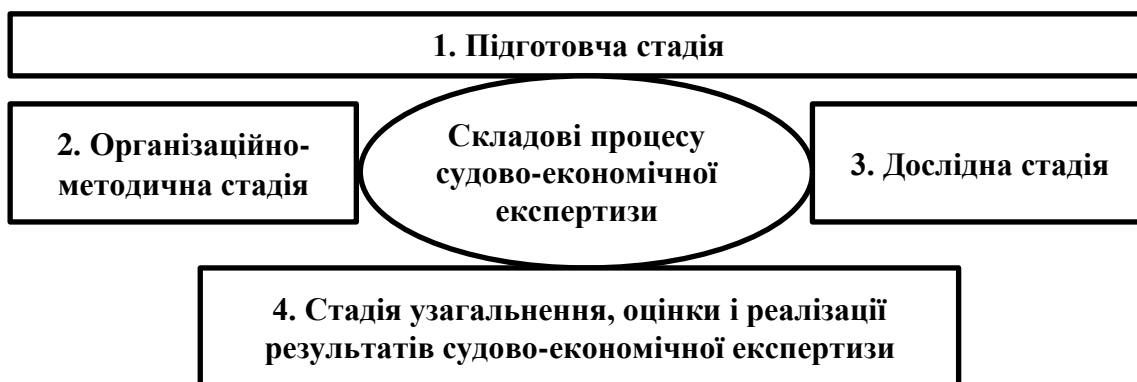 1. Підготовча стадія
2. Організаційно-
методична стадія
Складові процесу
судово-економічної
експертизи
3. Дослідна стадія
4. Стадія узагальнення, оцінки і реалізації
результатів судово-економічної експертизи